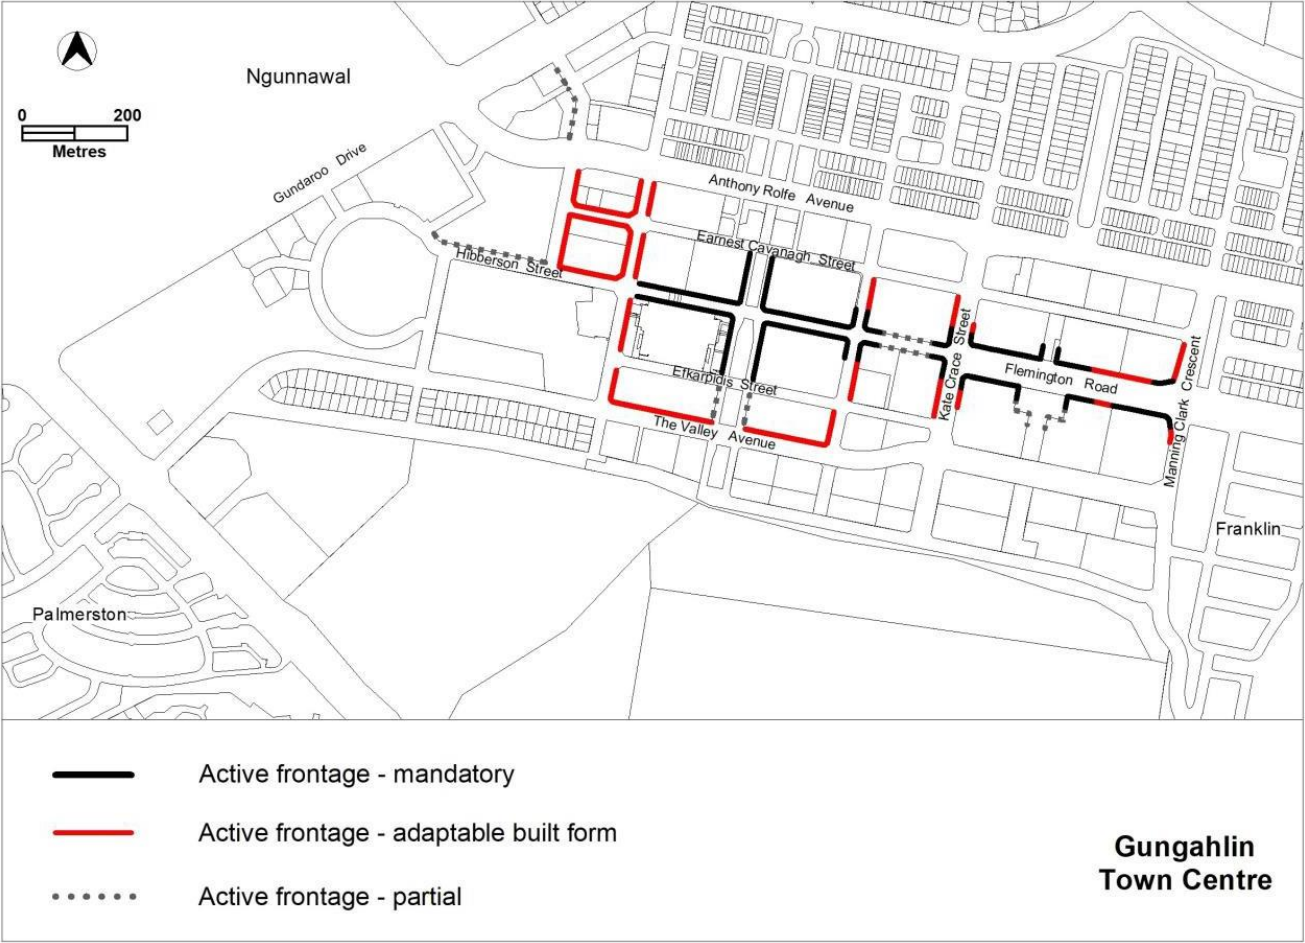 Ngunnawal
0 200
Metres
Gundaroo Drive
Anthony Rolfe Avenue
Earnest Cavanagh Street
Hibberson Street
Kate Crace Street
Flemington Road
Manning Clark Crescent
Efkarpidis Street
The Valley Avenue
Franklin
Palmerston
Active frontage - mandatory
Active frontage - adaptable built form
Active frontage - partial
Gungahlin
Town Centre